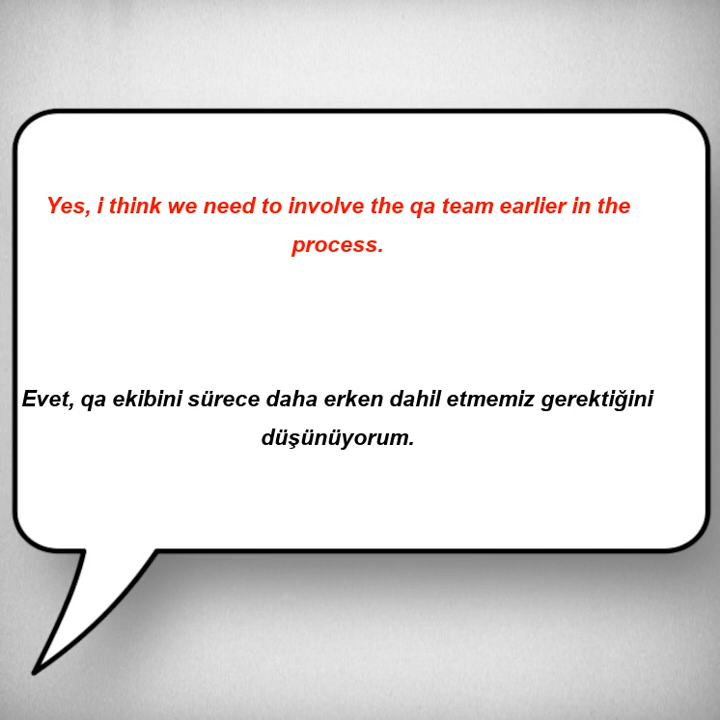 Yes, i think we need to involve the qa team earlier in the
process.
Evet, qa ekibini sürece daha erken dahil etmemiz gerektiğini
düşünüyorum.